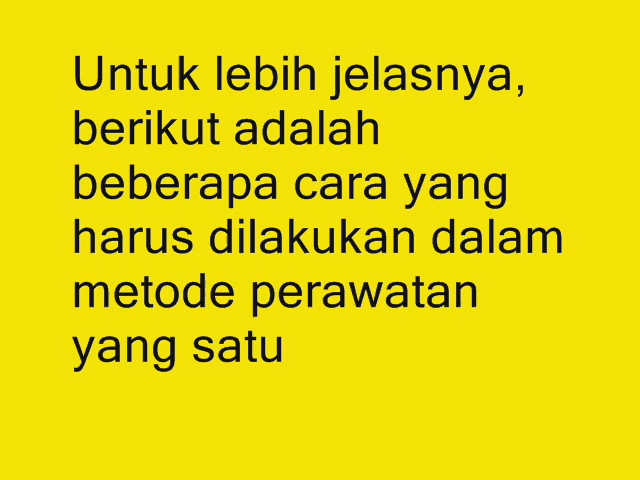 Untuk lebih jelasnya,
berikut adalah
beberapa cara yang
harus dilakukan dalam
metode perawatan
yang satu